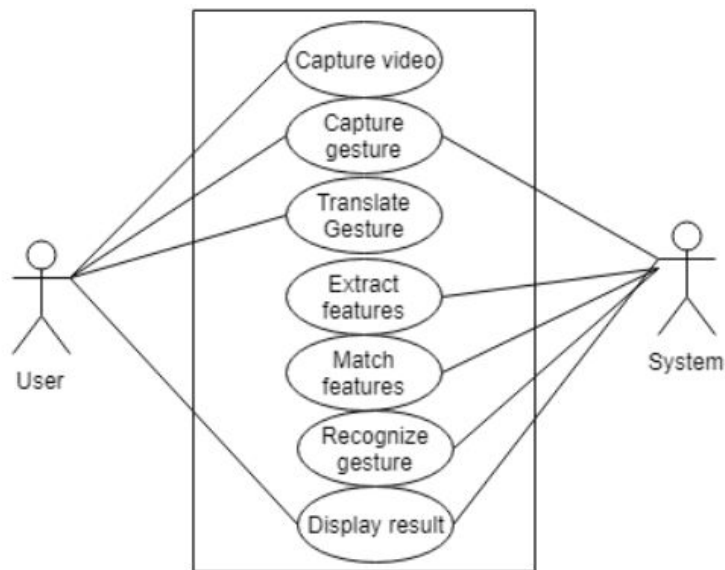 Capture video
Capture
gesture
Translate
Gesture
Extract
features
Match
features
Recognize
gesture
Display result
User
System